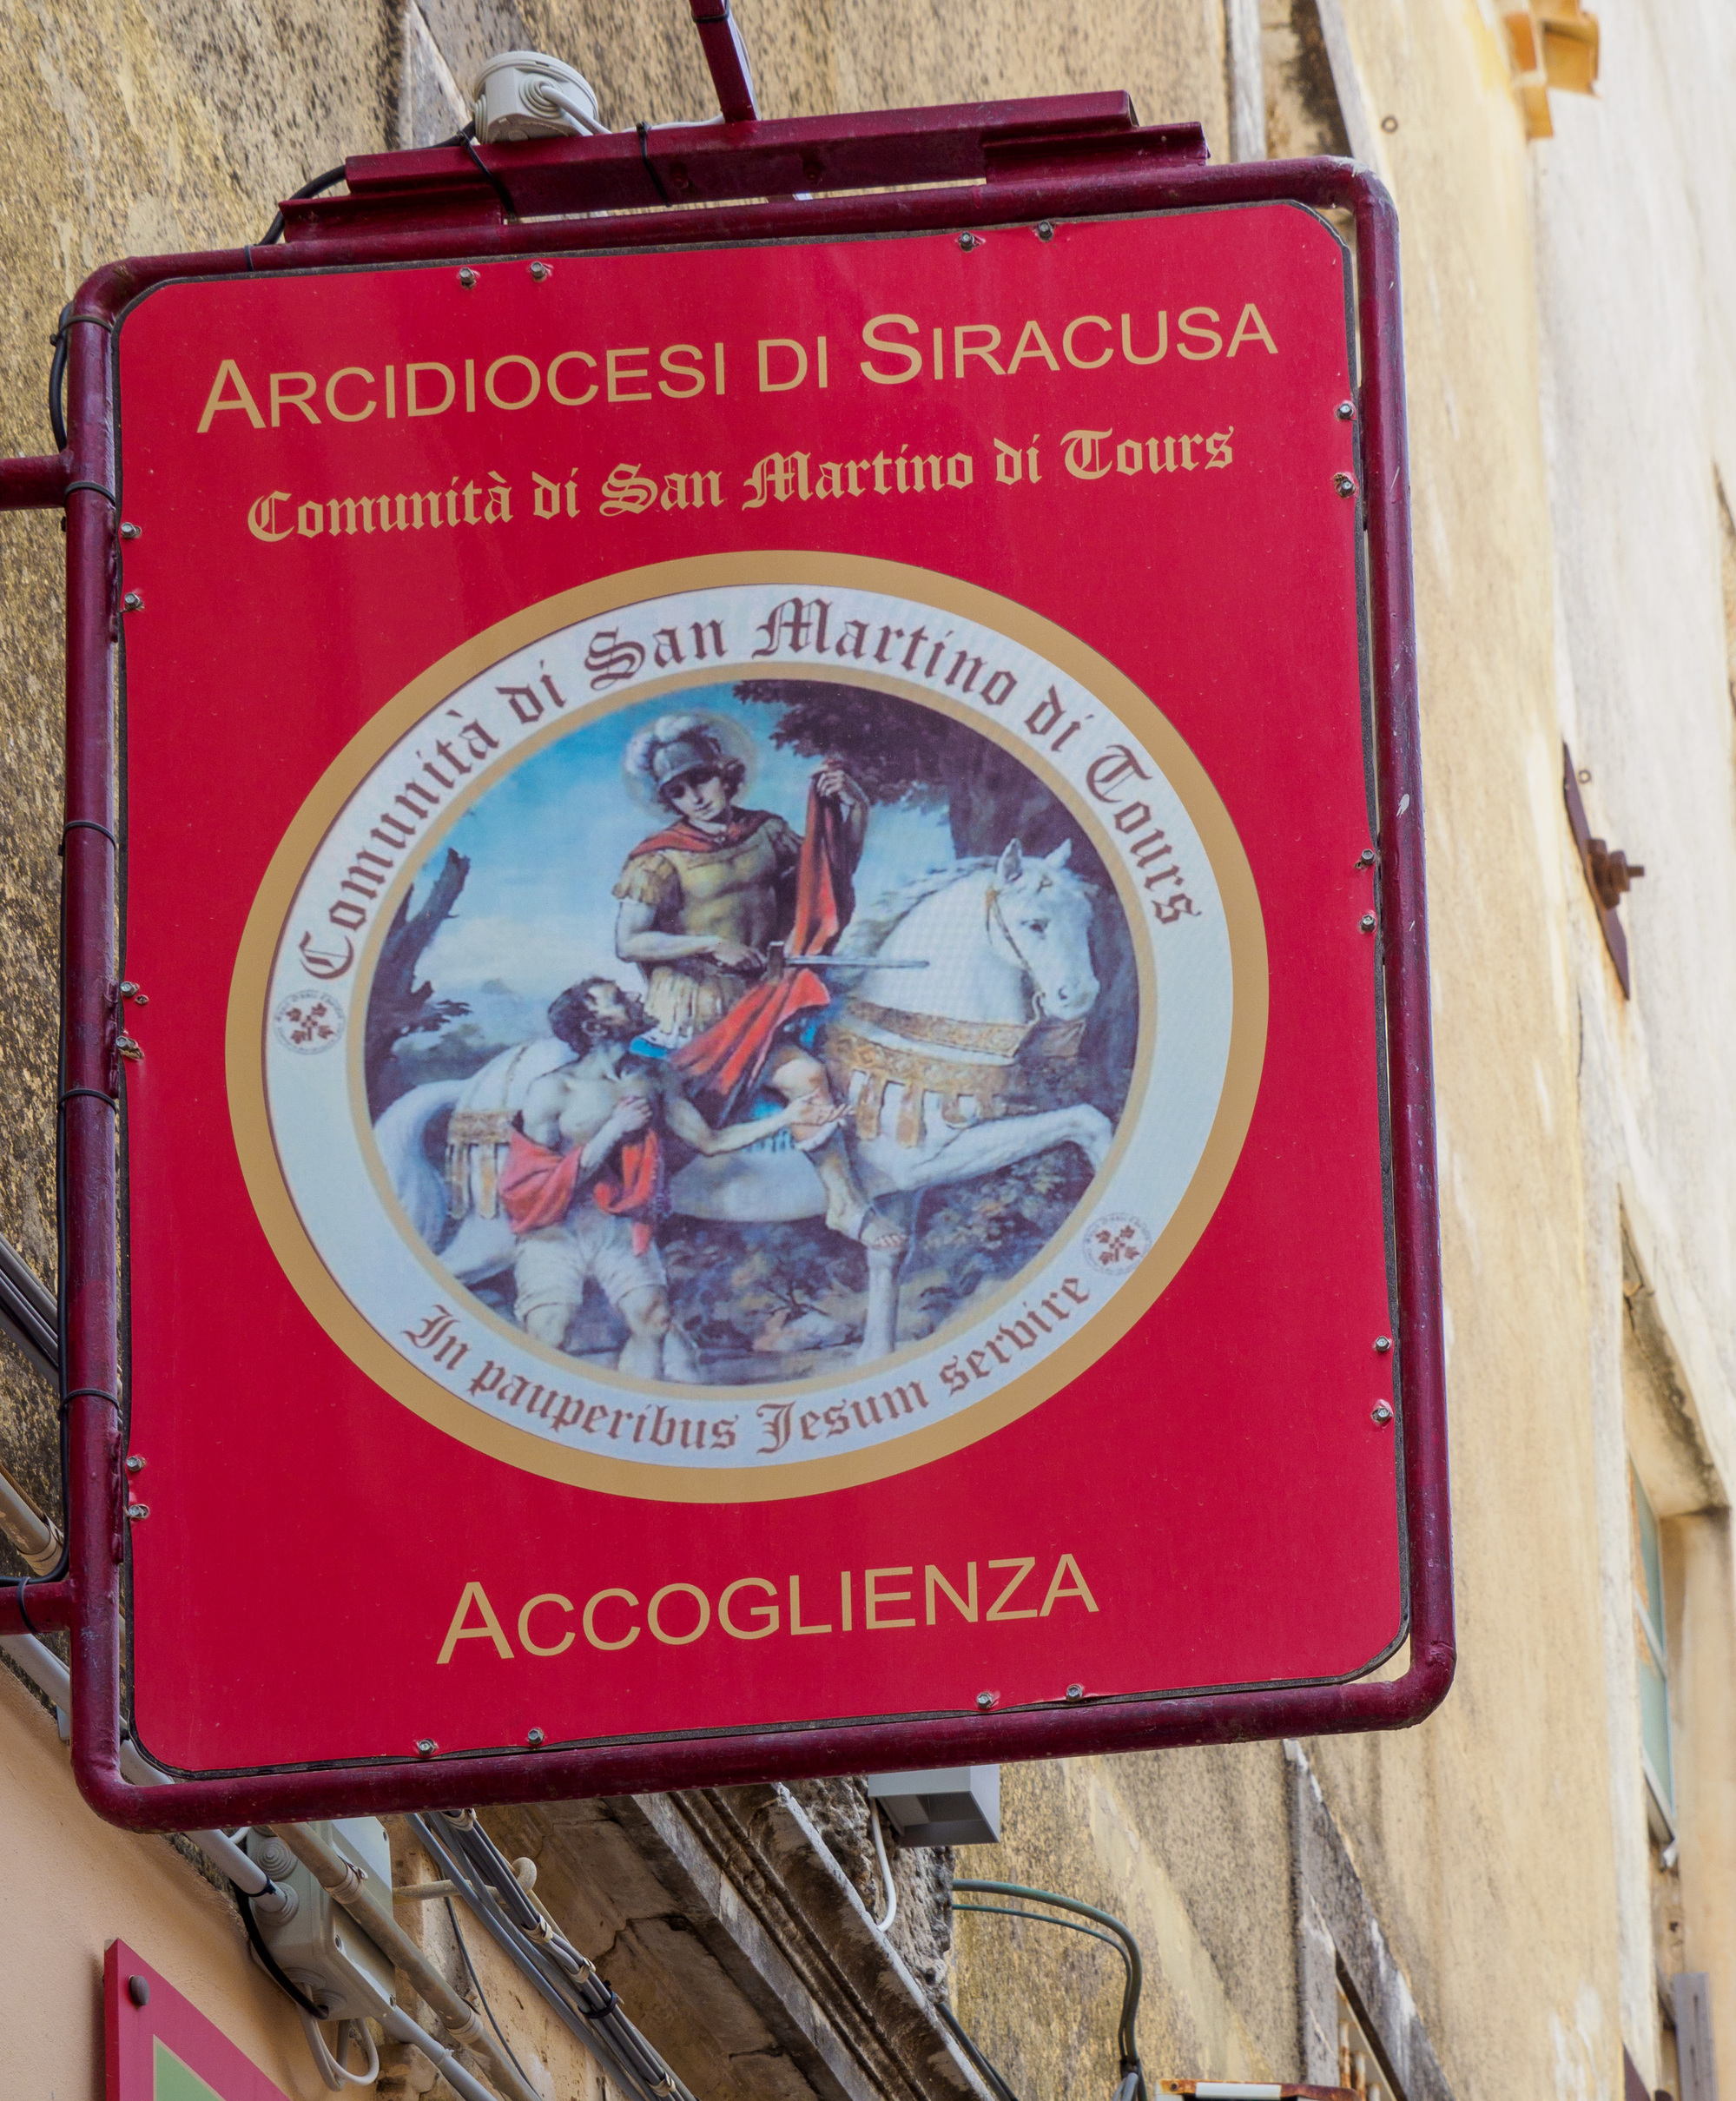 ARCIDIOCESI DI SIRACUSA
Comunità di San Martino di Tours
Comunità di San Martino di Tours
In pauperibus Jesum servire
ACCOGLIENZA